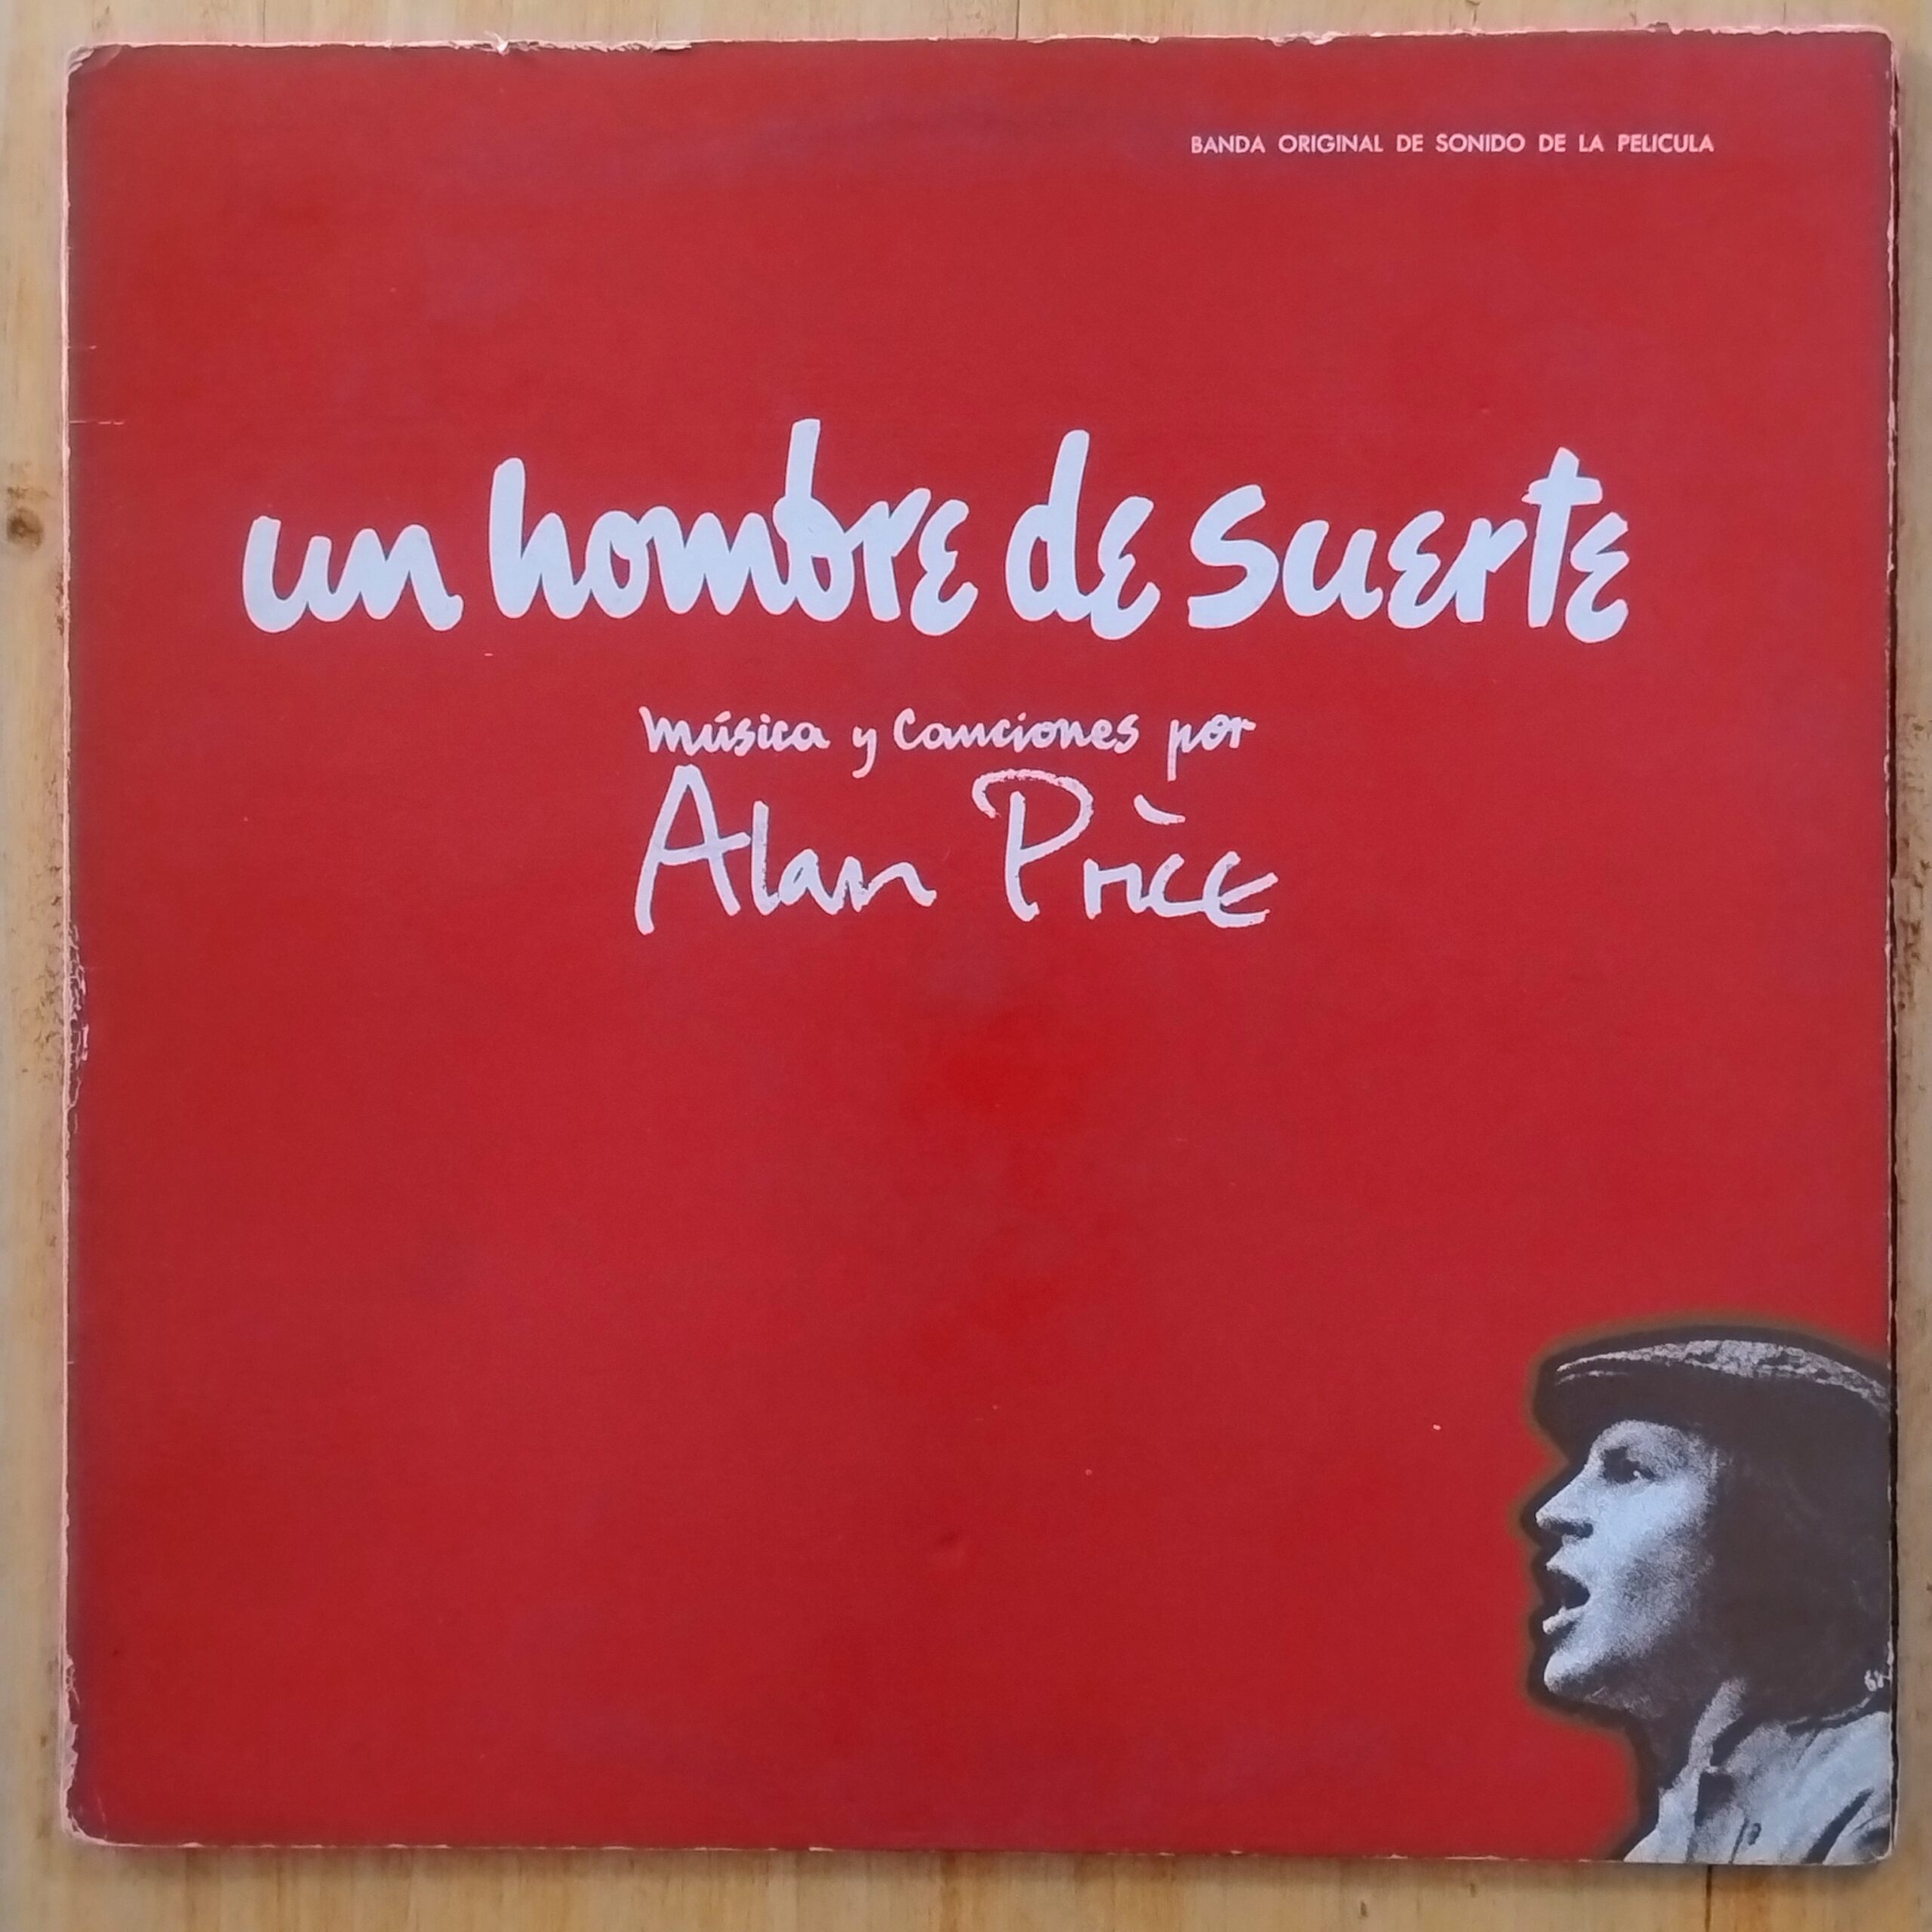 BANDA ORIGINAL DE SONIDO DE LA PELICULA
un hombre de suerte
música y canciones por
Alan Price